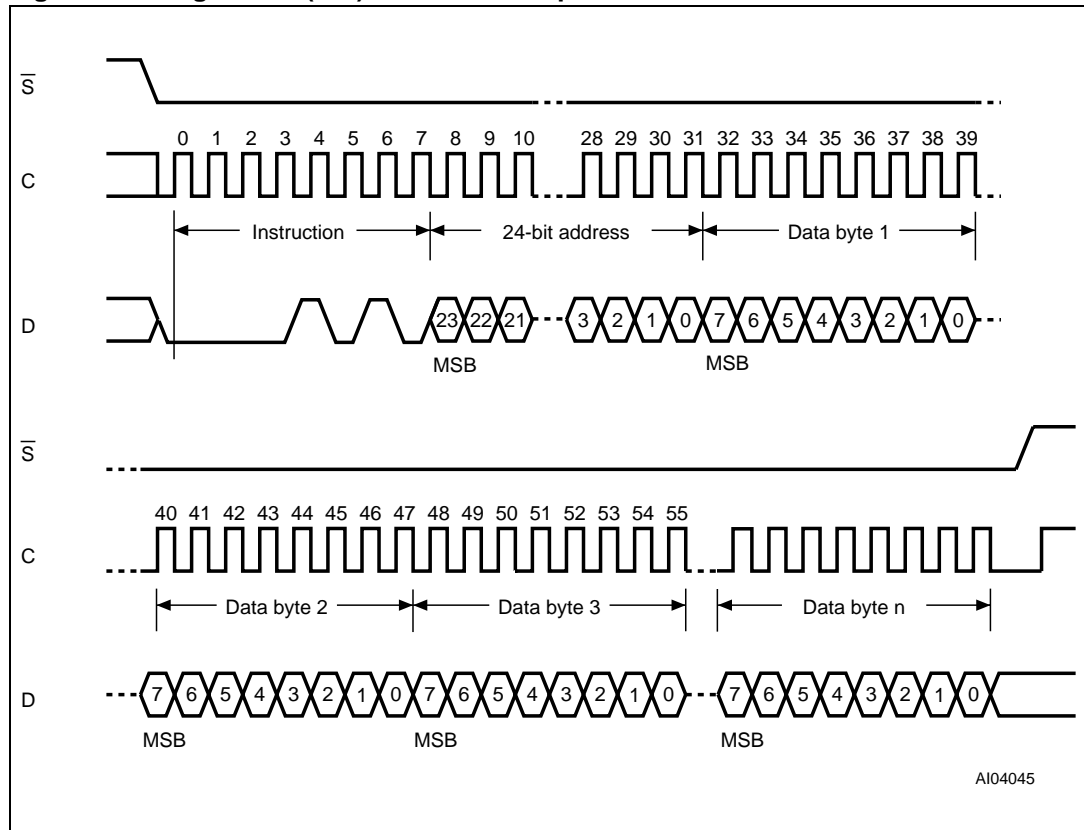 S
0 1 2 3 4 5 6 7 8 9 10 28 29 30 31 32 33 34 35 36 37 38 39
C
Instruction 24-bit address Data byte 1
D 23 22 21 3 2 1 0 7 6 5 4 3 2 1 0
MSB MSB
S
40 41 42 43 44 45 46 47 48 49 50 51 52 53 54 55
C
Data byte 2 Data byte 3 Data byte n
D 7 6 5 4 3 2 1 0 7 6 5 4 3 2 1 0 7 6 5 4 3 2 1 0
MSB MSB MSB
AI04045